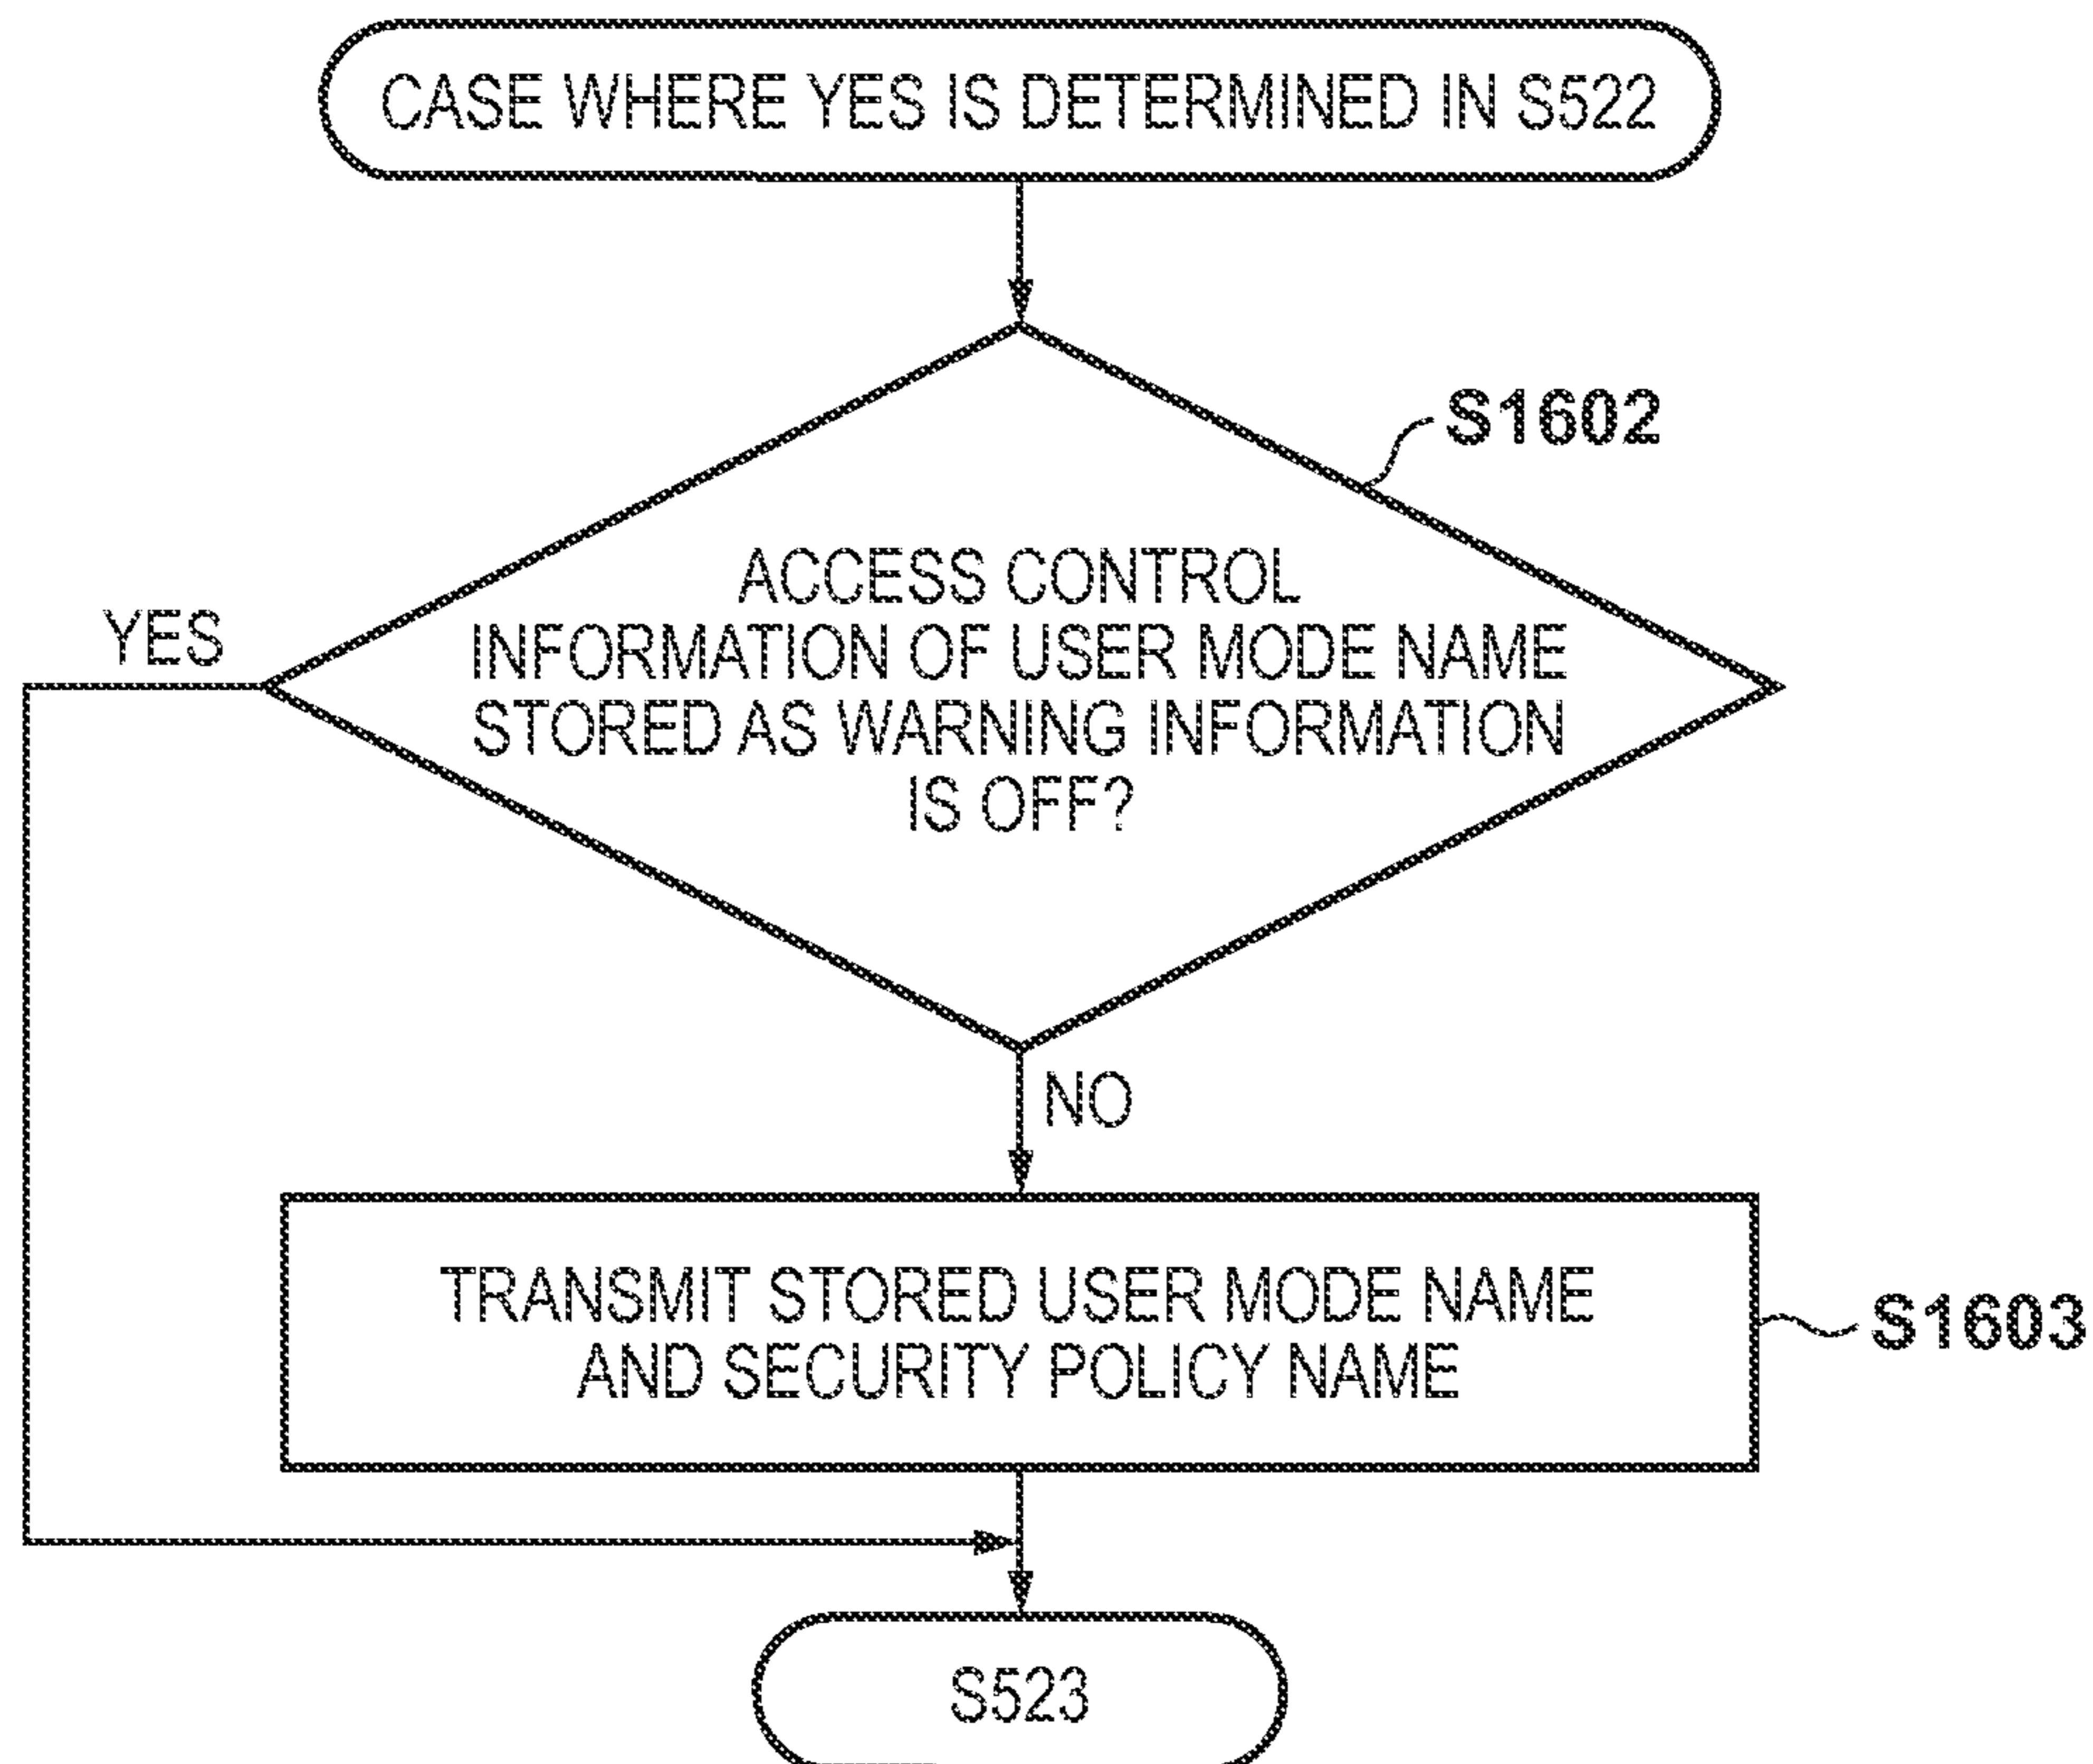 CASE WHERE YES IS DETERMINED IN S522
S1602
ACCESS CONTROL
INFORMATION OF USER MODE NAME
STORED AS WARNING INFORMATION
IS OFF?
YES
NO
TRANSMIT STORED USER MODE NAME
AND SECURITY POLICY NAME
S1603
S523